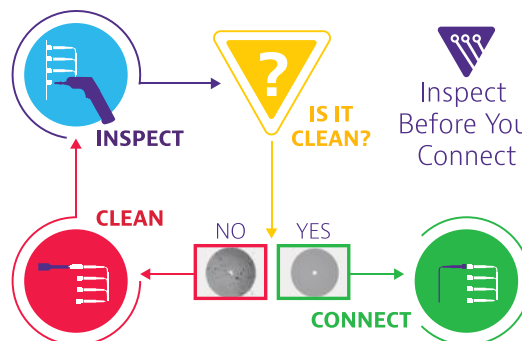 ?
INSPECT
IS IT
CLEAN?
Inspect
Before You
Connect
CLEAN
NO
YES
CONNECT